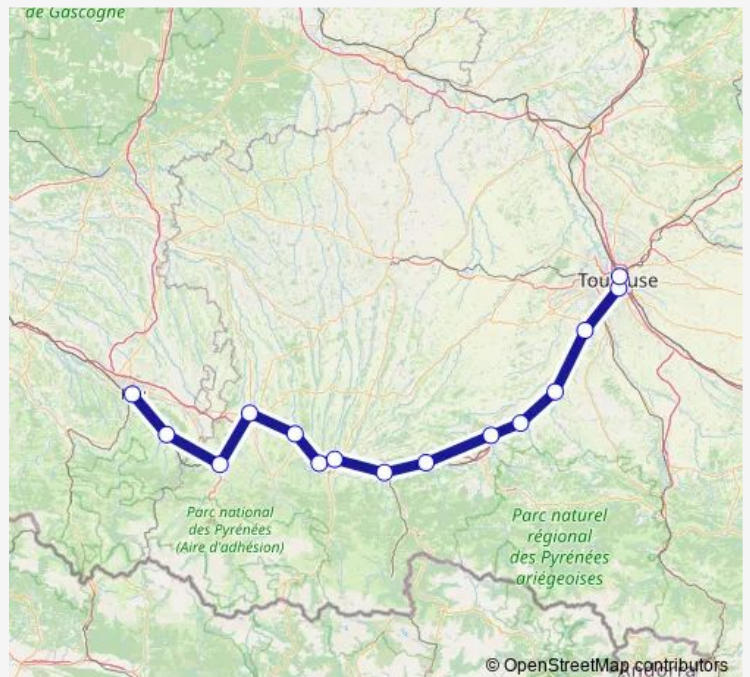 de Gascogne
Toulouse
Parc national
des Pyrénées
(Aire d'adhésion)
Parc naturel
régional
des Pyrénées
ariégeoises
© OpenStreetMap contributors
Andorra